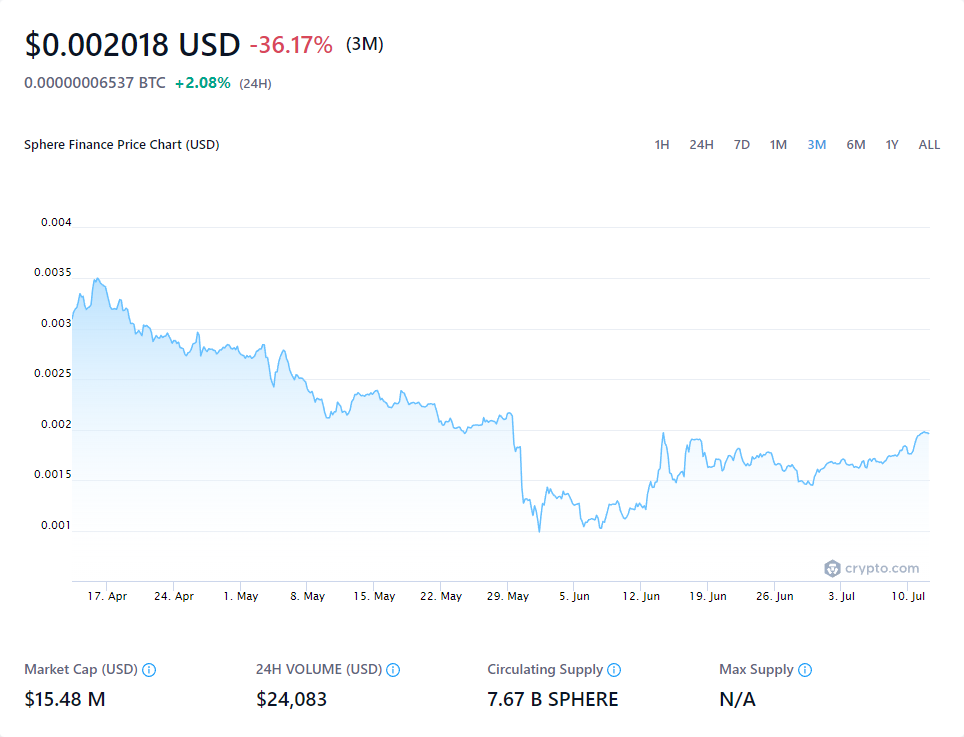 $0.002018 USD -36.17% (3M)
0.00000006537 BTC +2.08% (24H)
Sphere Finance Price Chart (USD) 1H 24H 7D 1M 3M 6M 1Y ALL
0.004
0.0035
0.003
0.0025
0.002
0.0015
0.001
crypto.com
17. Apr 24. Apr 1. May 8. May 15. May 22. May 29. May 5. Jun 12. Jun 19. Jun 26. Jun 3. Jul 10. Jul
Market Cap (USD) 24H VOLUME (USD) Circulating Supply Max Supply
$15.48 M $24,083 7.67 B SPHERE N/A